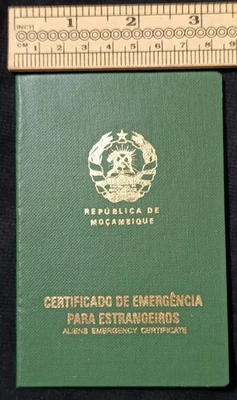 INCH 1 2 3
CM 1 2 3 4 5 6 7 8 9
REPÚBLICA DE
MOÇAMBIQUE
CERTIFICADO DE EMERGÊNCIA
PARA ESTRANGEIROS
ALIENS EMERGENCY CERTIFICATE